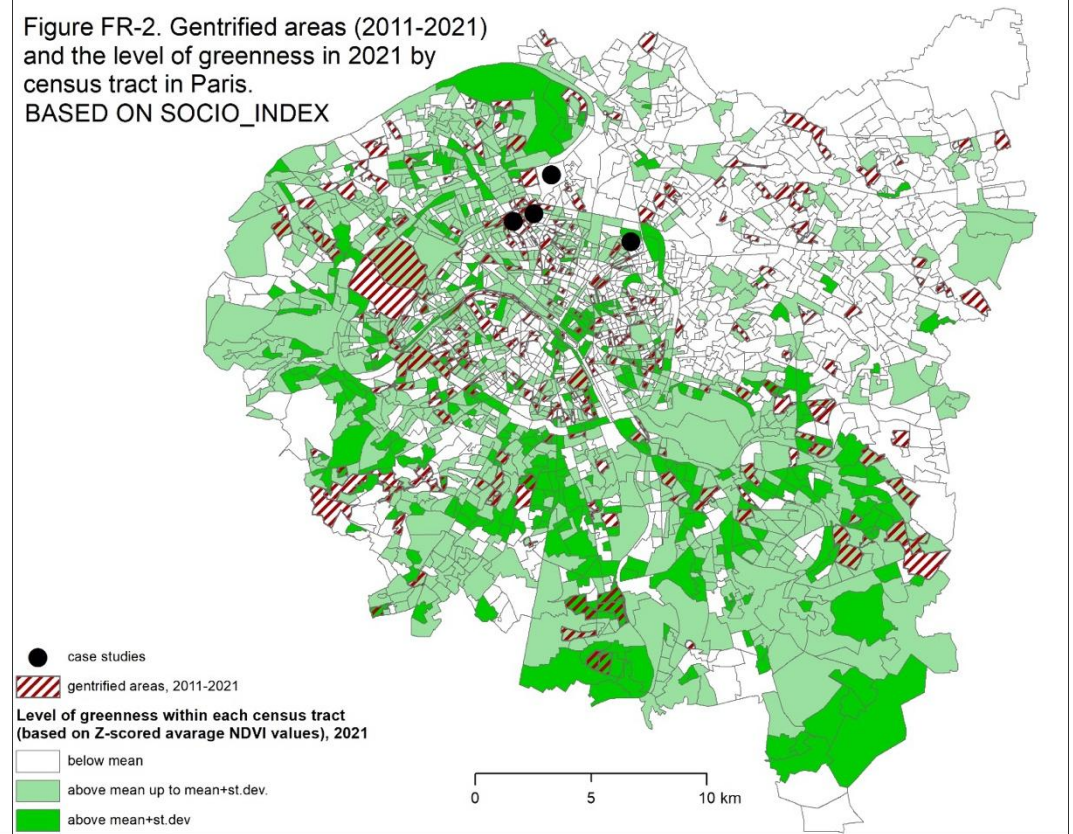 Figure FR-2. Gentrified areas (2011-2021)
and the level of greenness in 2021 by
census tract in Paris.
BASED ON SOCIO_INDEX
case studies
gentrified areas, 2011-2021
Level of greenness within each census tract
(based on Z-scored avarage NDVI values), 2021
below mean
above mean up to mean+st.dev.
above mean+st.dev
0 5 10 km